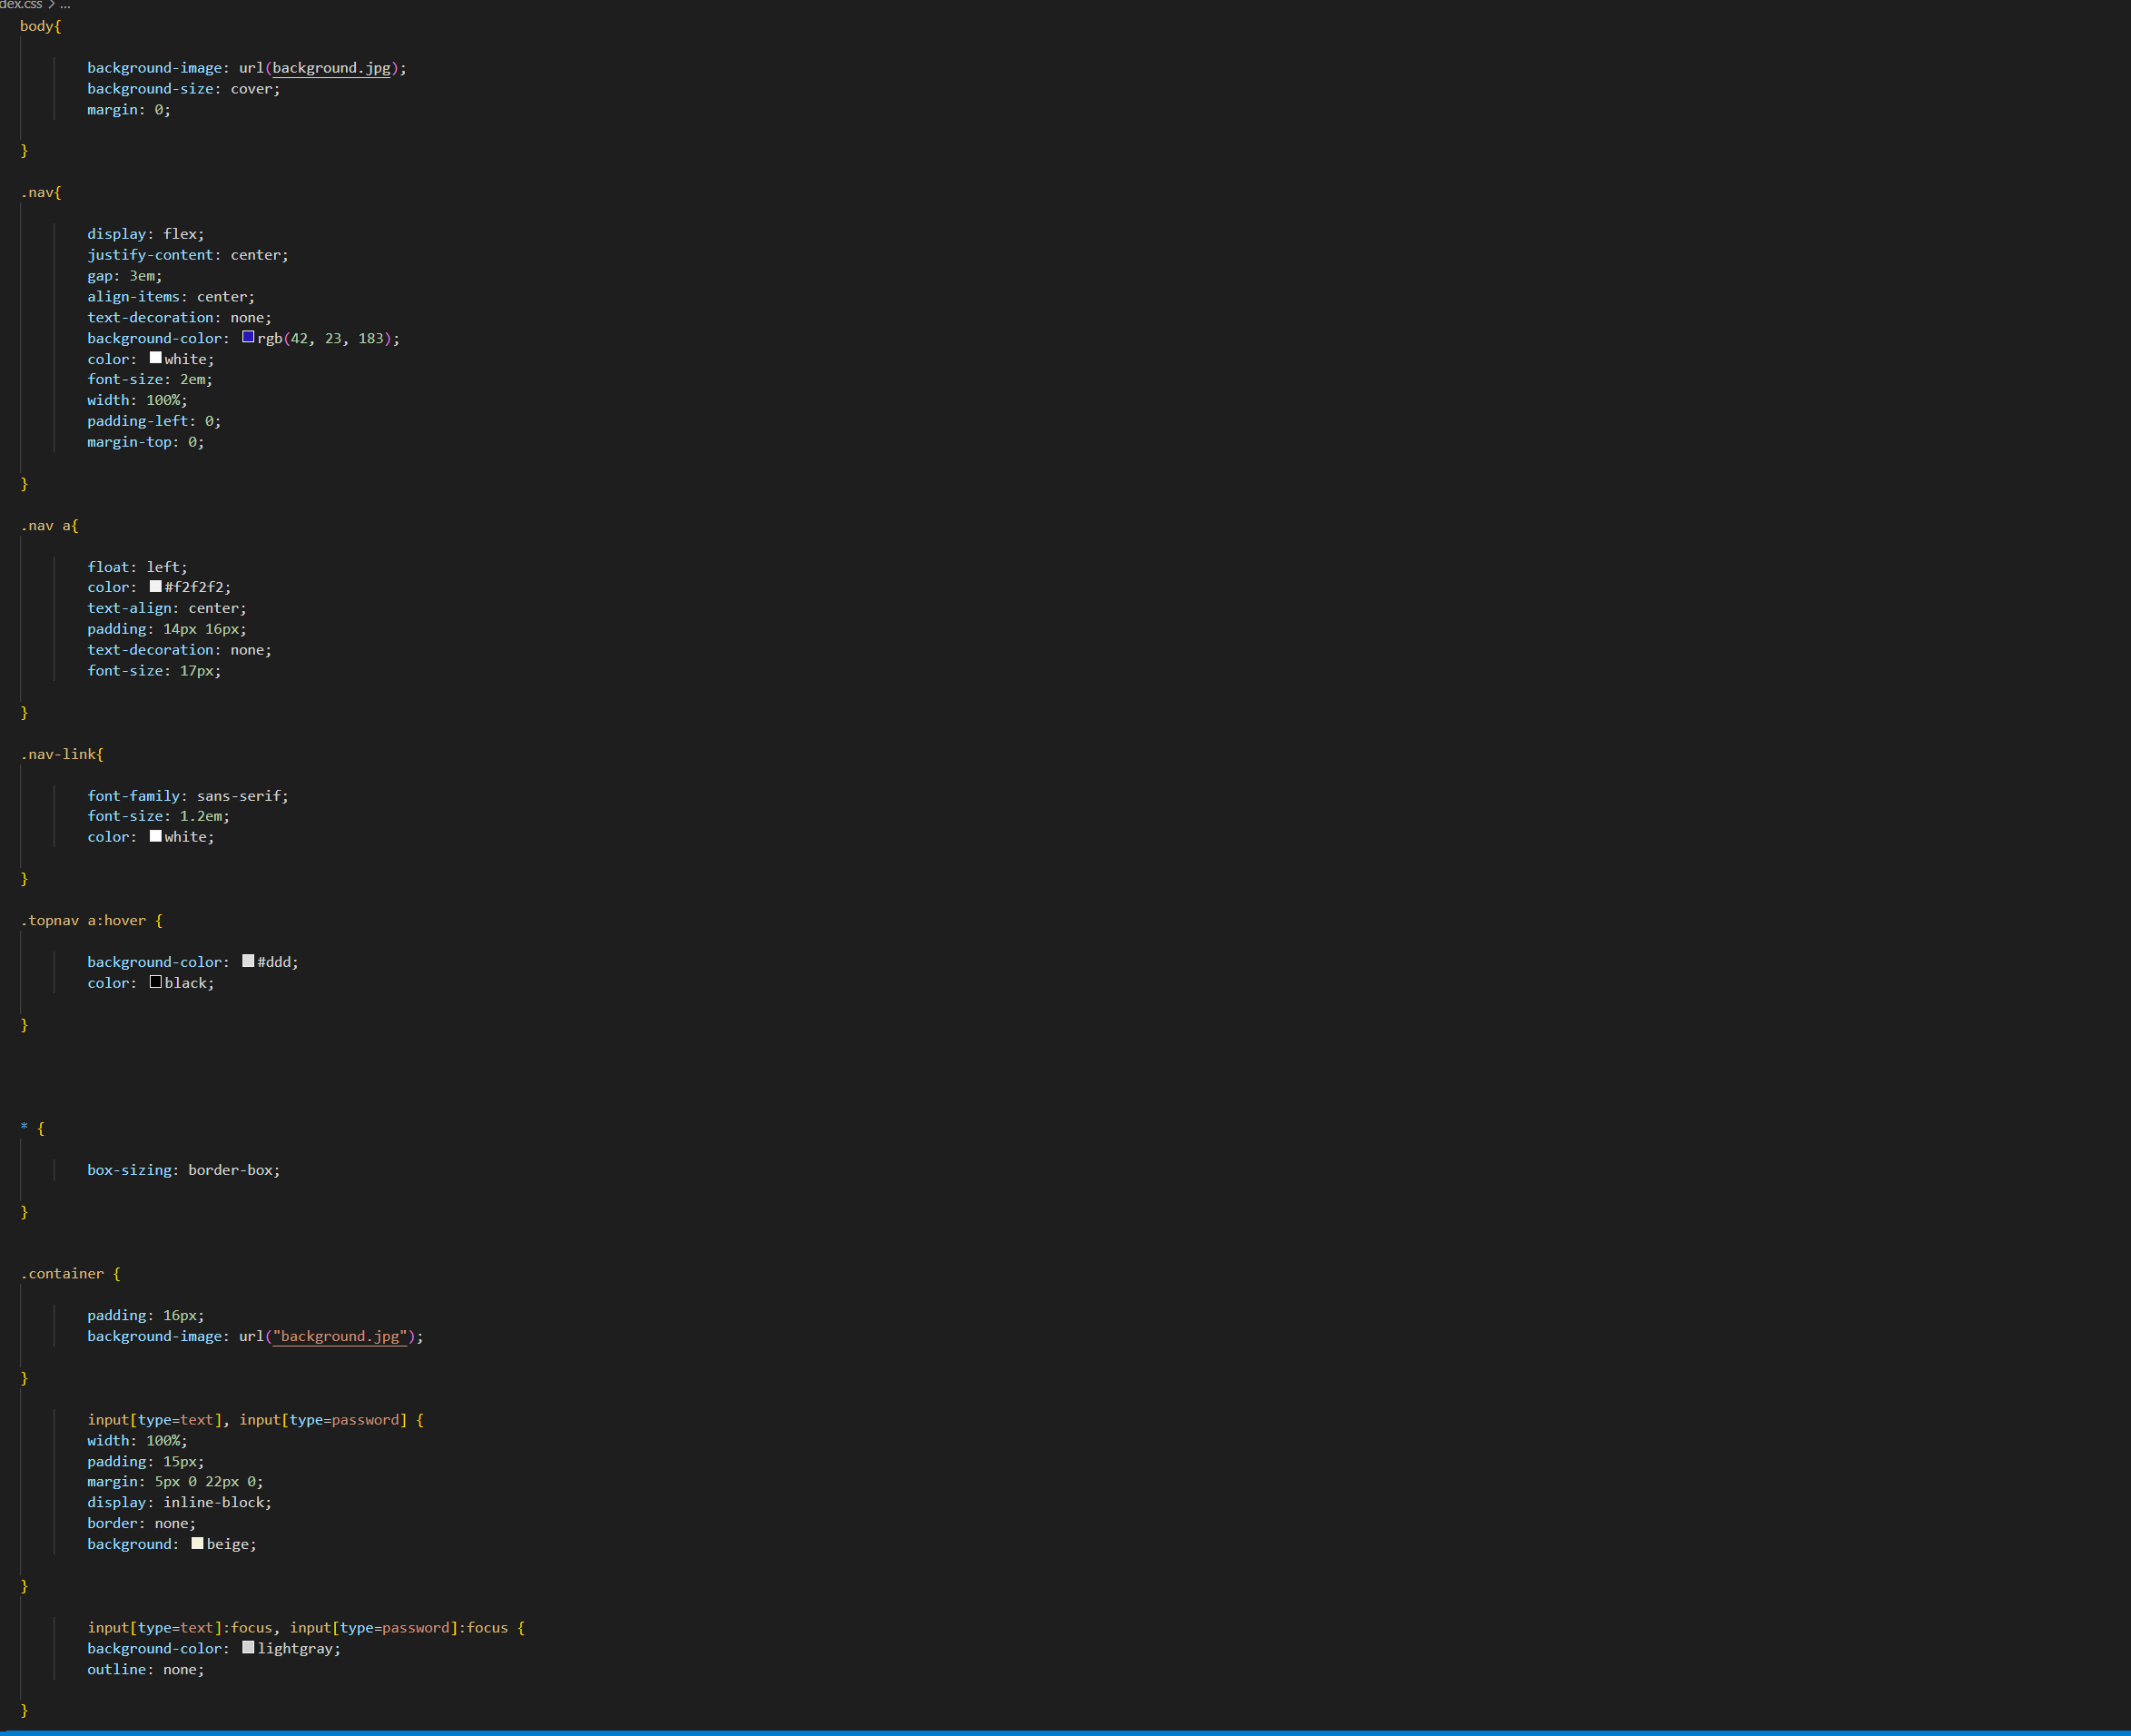 dex.css > ...
body{
background-image: url(background.jpg);
background-size: cover;
margin: 0;
}
.nav{
display: flex;
justify-content: center;
gap: 3em;
align-items: center;
text-decoration: none;
background-color: rgb(42, 23, 183);
color: white;
font-size: 2em;
width: 100%;
padding-left: 0;
margin-top: 0;
}
.nav a{
float: left;
color: #f2f2f2;
text-align: center;
padding: 14px 16px;
text-decoration: none;
font-size: 17px;
}
.nav-link{
font-family: sans-serif;
font-size: 1.2em;
color: white;
}
.topnav a:hover {
background-color: #ddd;
color: black;
}
* {
box-sizing: border-box;
}
.container {
padding: 16px;
background-image: url("background.jpg");
}
input[type=text], input[type=password] {
width: 100%;
padding: 15px;
margin: 5px 0 22px 0;
display: inline-block;
border: none;
background: beige;
}
input[type=text]:focus, input[type=password]:focus {
background-color: lightgray;
outline: none;
}